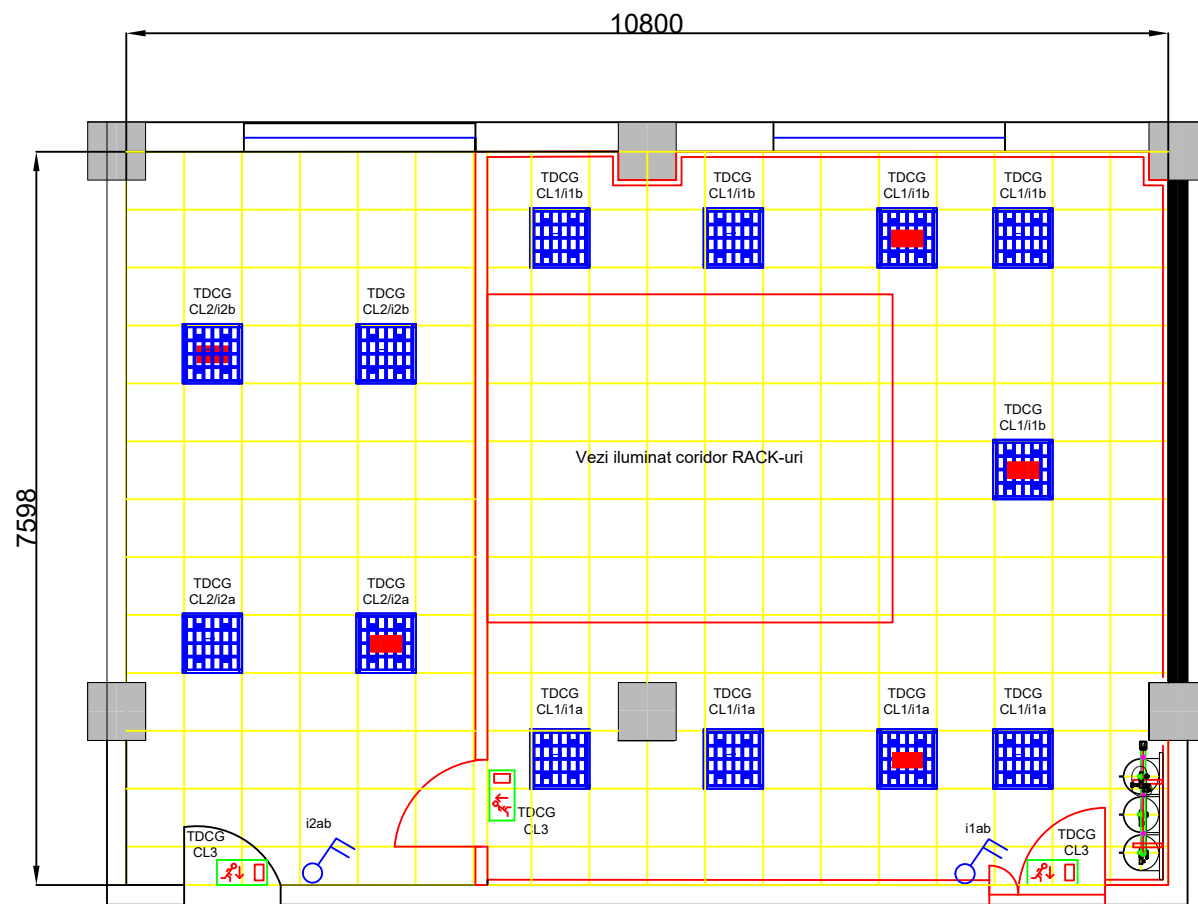 10800
TDCG
CL1/i1b
TDCG
CL1/i1b
TDCG
CL1/i1b
TDCG
CL1/i1b
TDCG
CL2/i2b
TDCG
CL2/i2b
TDCG
CL1/i1b
Vezi iluminat coridor RACK-uri
7598
TDCG
CL2/i2a
TDCG
CL2/i2a
TDCG
CL1/i1a
TDCG
CL1/i1a
TDCG
CL1/i1a
TDCG
CL1/i1a
TDCG
CL3
i2ab
TDCG
CL3
i1ab
TDCG
CL3